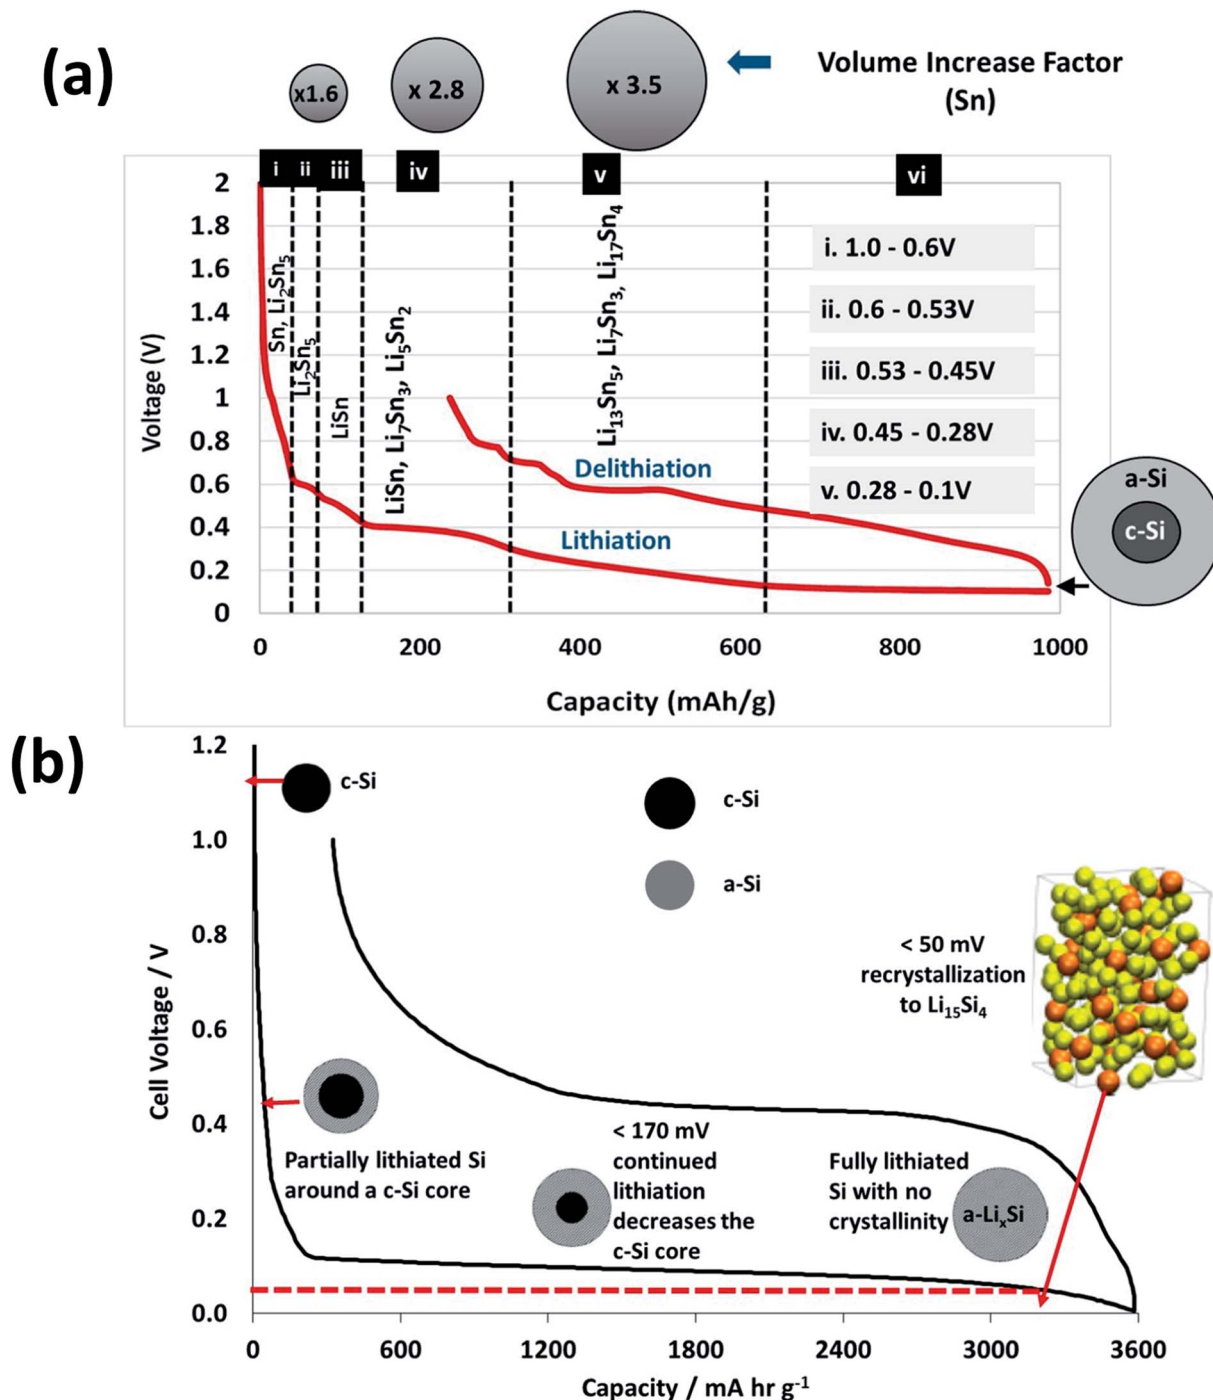 (a)
x1.6
x 2.8
x 3.5
Volume Increase Factor
(Sn)
i
ii
iii
iv
v
vi
2
1.8
1.6
1.4
1.2
1
0.8
0.6
0.4
0.2
0
Voltage (V)
Sn, Li₂Sn₅
Li₂Sn₅
LiSn
LiSn, Li₇Sn₃, Li₅Sn₂
Li₁₃Sn₅, Li₇Sn₃, Li₁₇Sn₄
i. 1.0 - 0.6V
ii. 0.6 - 0.53V
iii. 0.53 - 0.45V
iv. 0.45 - 0.28V
v. 0.28 - 0.1V
Delithiation
Lithiation
a-Si
c-Si
0
200
400
600
800
1000
Capacity (mAh/g)
(b)
1.2
1.0
0.8
0.6
0.4
0.2
0.0
Cell Voltage / V
c-Si
c-Si
a-Si
< 50 mV
recrystallization
to Li₁₅Si₄
Partially lithiated Si
around a c-Si core
< 170 mV
continued
lithiation
decreases the
c-Si core
Fully lithiated
Si with no
crystallinity
a-LiₓSi
0
600
1200
1800
2400
3000
3600
Capacity / mA hr g⁻¹